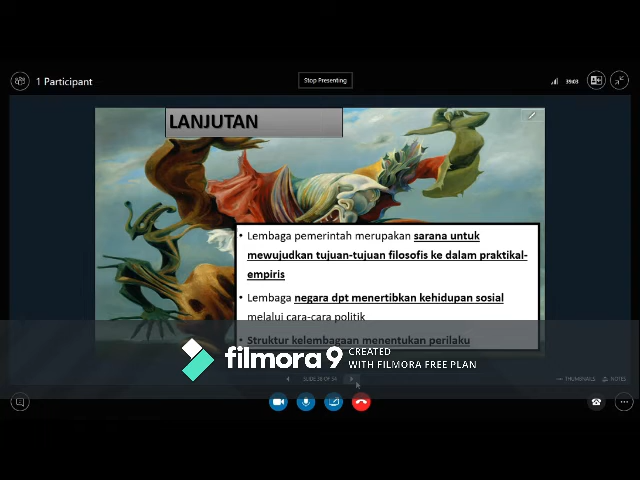 1 Participant
Stop Presenting
39:03
LANJUTAN
• Lembaga pemerintah merupakan sarana untuk
mewujudkan tujuan-tujuan filosofis ke dalam praktikal-
empiris
• Lembaga negara dpt menertibkan kehidupan sosial
melalui cara-cara politik
• Struktur kelembagaan menentukan perilaku
filmora 9
CREATED
WITH FILMORA FREE PLAN
THUMBNAILS
NOTES